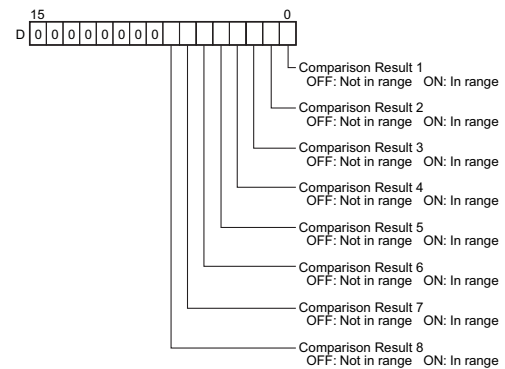 15 0
D 0 0 0 0 0 0 0 0
Comparison Result 1
OFF: Not in range ON: In range
Comparison Result 2
OFF: Not in range ON: In range
Comparison Result 3
OFF: Not in range ON: In range
Comparison Result 4
OFF: Not in range ON: In range
Comparison Result 5
OFF: Not in range ON: In range
Comparison Result 6
OFF: Not in range ON: In range
Comparison Result 7
OFF: Not in range ON: In range
Comparison Result 8
OFF: Not in range ON: In range